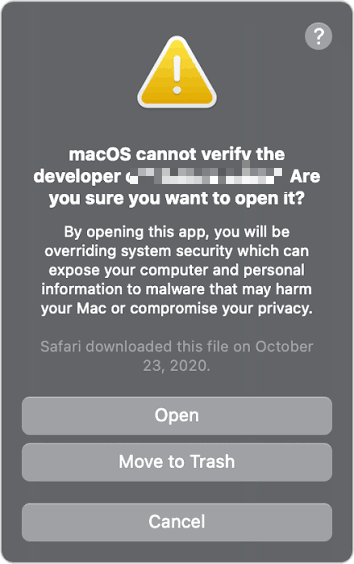 ?
macOS cannot verify the
developer of " " Are
you sure you want to open it?
By opening this app, you will be
overriding system security which can
expose your computer and personal
information to malware that may harm
your Mac or compromise your privacy.
Safari downloaded this file on October
23, 2020.
Open
Move to Trash
Cancel